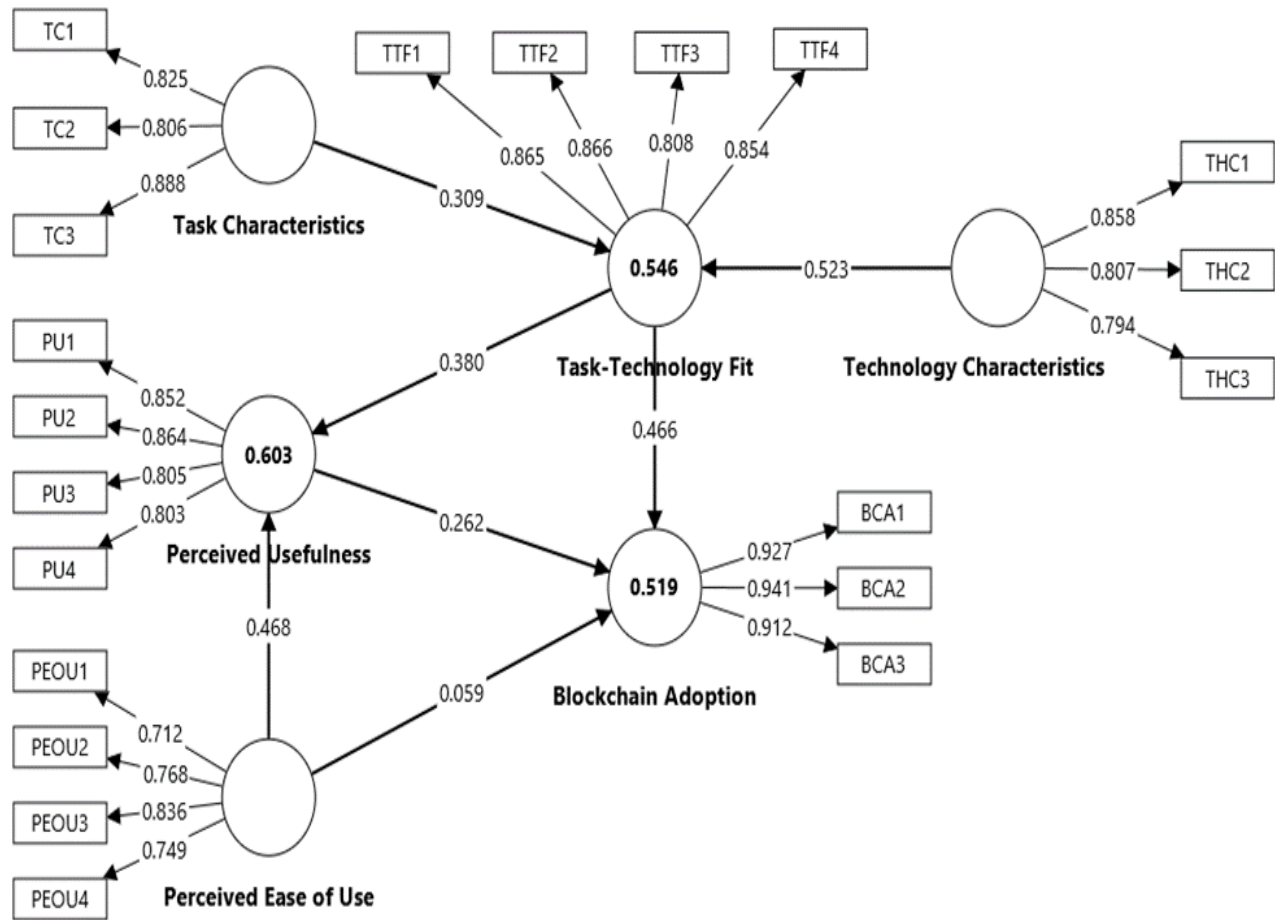 TC1
0.825
TC2
0.806
TC3
0.888
Task Characteristics
TTF1
TTF2
TTF3
TTF4
0.865
0.866
0.808
0.854
0.309
0.546
Task-Technology Fit
0.523
THC1
0.858
THC2
0.807
THC3
0.794
Technology Characteristics
0.380
0.466
PU1
0.852
PU2
0.864
PU3
0.805
PU4
0.803
0.603
Perceived Usefulness
0.262
0.468
0.519
Blockchain Adoption
BCA1
0.927
BCA2
0.941
BCA3
0.912
0.059
PEOU1
0.712
PEOU2
0.768
PEOU3
0.836
PEOU4
0.749
Perceived Ease of Use